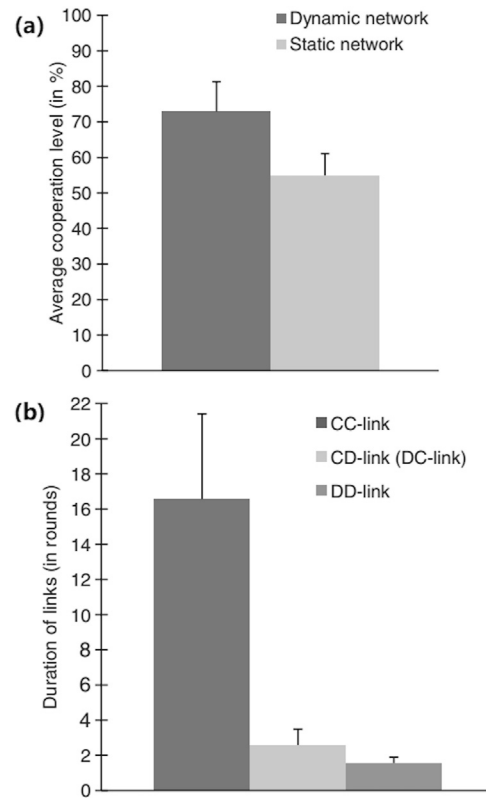 (a)
Average cooperation level (in %)
100
90
80
70
60
50
40
30
20
10
0
Dynamic network
Static network
(b)
Duration of links (in rounds)
22
20
18
16
14
12
10
8
6
4
2
0
CC-link
CD-link (DC-link)
DD-link